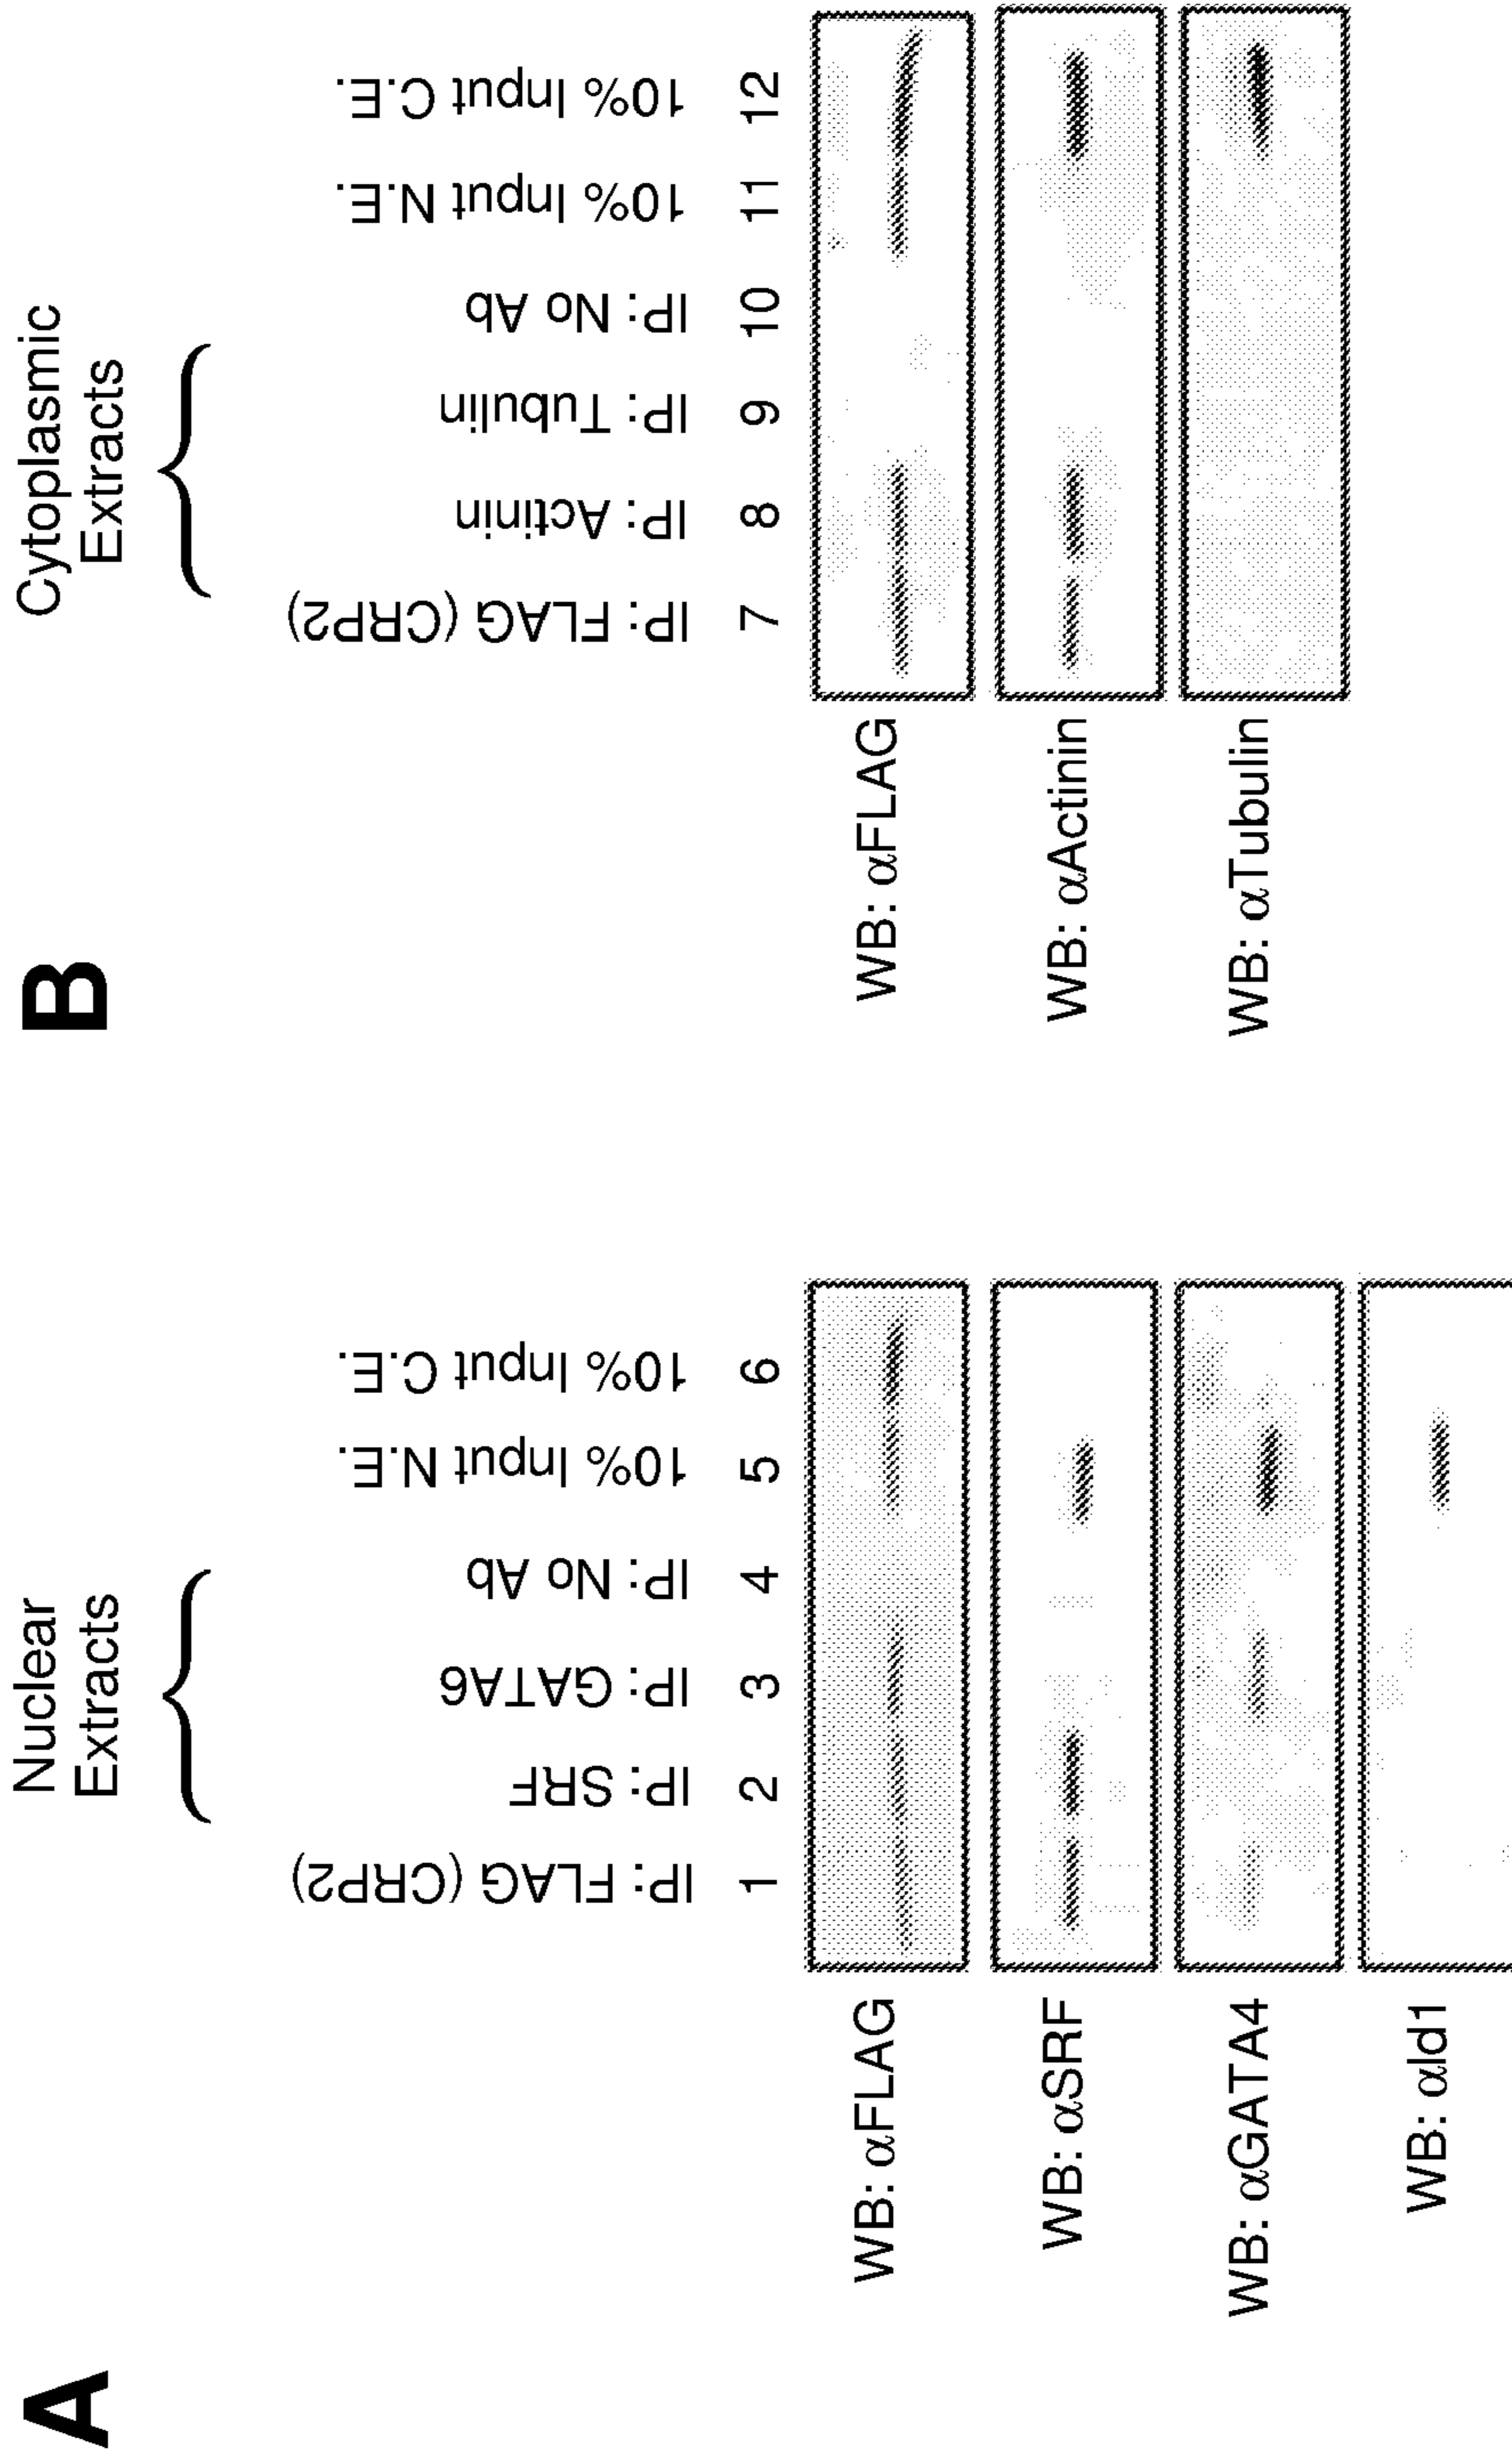 A
Nuclear
Extracts
IP: FLAG (CRP2)
IP: SRF
IP: GATA6
IP: No Ab
10% Input N.E.
10% Input C.E.
1 2 3 4 5 6
WB: αFLAG
WB: αSRF
WB: αGATA4
WB: αId1
B
Cytoplasmic
Extracts
IP: FLAG (CRP2)
IP: Actinin
IP: Tubulin
IP: No Ab
10% Input N.E.
10% Input C.E.
7 8 9 10 11 12
WB: αFLAG
WB: αActinin
WB: αTubulin